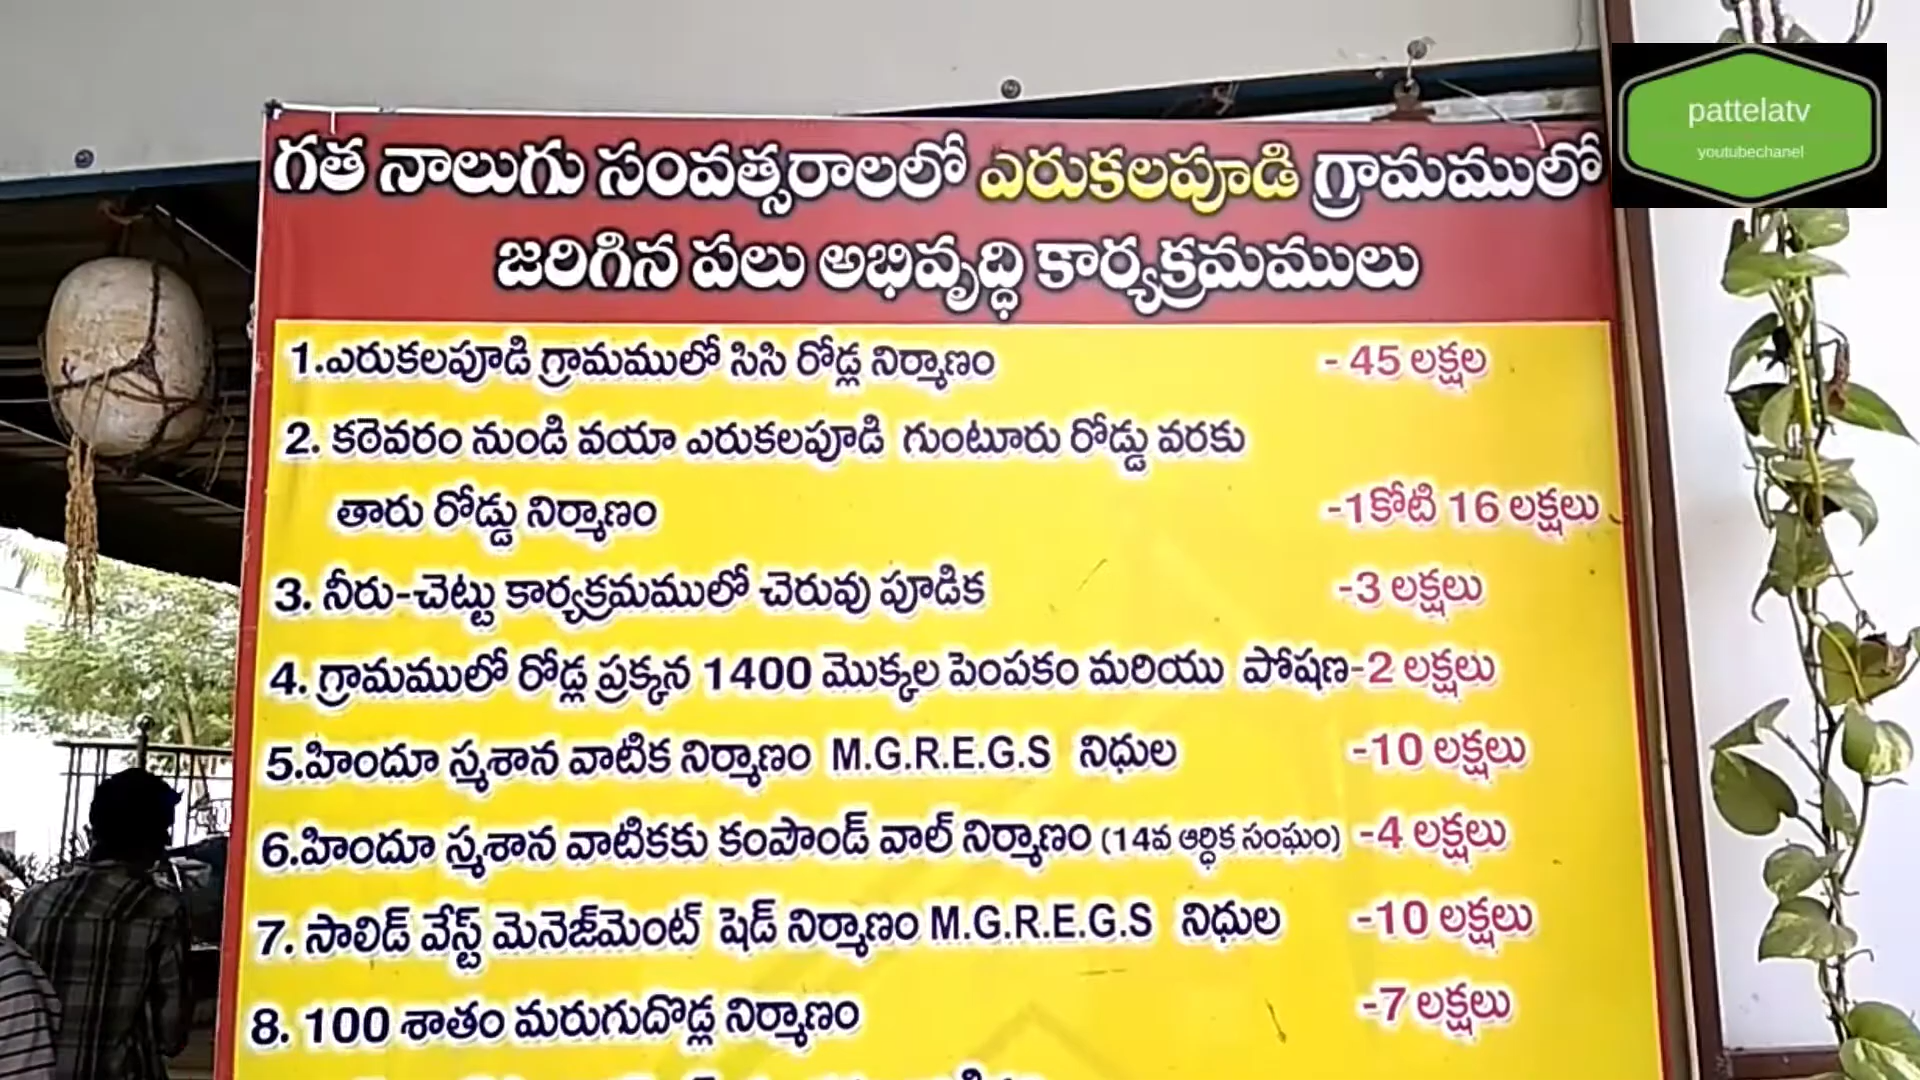 గత నాలుగు సంవత్సరాలలో ఎరుకలపూడి గ్రామములో
జరిగిన పలు అభివృద్ధి కార్యక్రమములు
1.ఎరుకలపూడి గ్రామములో సిసి రోడ్ల నిర్మాణం - 45 లక్షల
2. కఠెవరం నుండి వయా ఎరుకలపూడి గుంటూరు రోడ్డు వరకు
తారు రోడ్డు నిర్మాణం -1కోటి 16 లక్షలు
3. నీరు-చెట్టు కార్యక్రమములో చెరువు పూడిక -3 లక్షలు
4. గ్రామములో రోడ్ల ప్రక్కన 1400 మొక్కల పెంపకం మరియు పోషణ-2 లక్షలు
5.హిందూ స్మశాన వాటిక నిర్మాణం M.G.R.E.G.S నిధుల -10 లక్షలు
6.హిందూ స్మశాన వాటికకు కంపౌండ్ వాల్ నిర్మాణం (14వ ఆర్ధిక సంఘం) -4 లక్షలు
7. సాలిడ్ వేస్ట్ మెనెజ్‌మెంట్ షెడ్ నిర్మాణం M.G.R.E.G.S నిధుల -10 లక్షలు
8. 100 శాతం మరుగుదొడ్ల నిర్మాణం -7 లక్షలు
pattelatv
youtubechanel